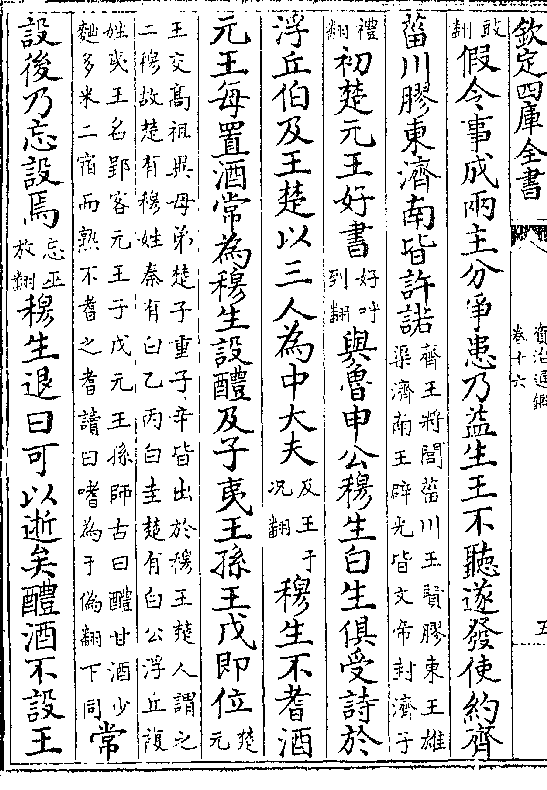 欽定四庫全書
資治通鑑
卷十六
五
敢翻假令事成兩主分爭患乃益生王不聽遂發使約齊
菑川膠東濟南皆許諾齊王將閭菑川王賢膠東王雄渠濟南王辟光皆文帝封濟子
禮翻初楚元王好書好呼到翻與魯申公穆生白生俱受詩於
浮丘伯及王楚以三人為中大夫及王于况翻穆生不耆酒
元王每置酒常為穆生設醴及子夷王孫王戊即位楚元
王交高祖異母弟楚子重子辛皆出於穆王楚人謂之二穆故楚有穆姓秦有白乙丙白圭楚有白公浮丘複
姓夷王名郢客元王子戊元王孫師古曰醴甘酒少麯多米二宿而熟不耆之耆讀曰嗜為于偽翻下同常
設後乃忘設焉忘巫放翻穆生退曰可以逝矣醴酒不設王